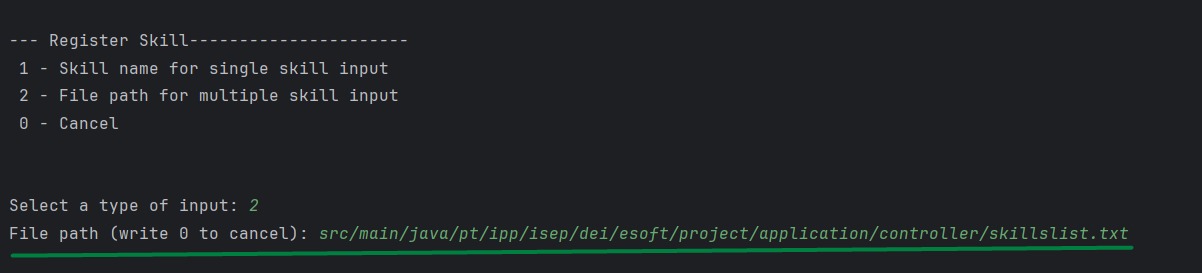 --- Register Skill----------------------
1 - Skill name for single skill input
2 - File path for multiple skill input
0 - Cancel
Select a type of input: 2
File path (write 0 to cancel): src/main/java/pt/ipp/isep/dei/esoft/project/application/controller/skillslist.txt